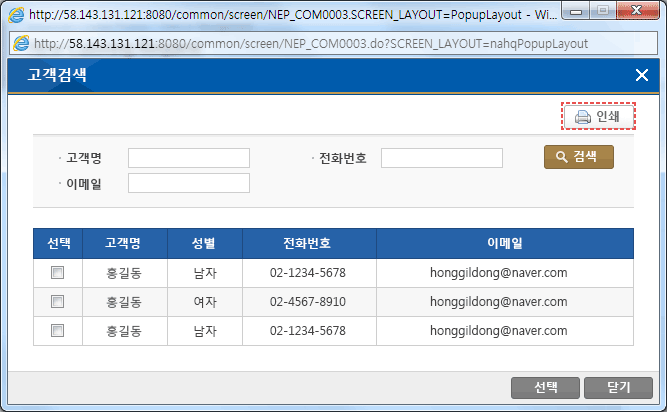 http://58.143.131.121:8080/common/screen/NEP_COM0003.SCREEN_LAYOUT=PopupLayout - Wi...
http://58.143.131.121:8080/common/screen/NEP_COM0003.do?SCREEN_LAYOUT=nahqPopupLayout
고객검색
인쇄
· 고객명 · 전화번호 검색
· 이메일
선택 고객명 성별 전화번호 이메일
홍길동 남자 02-1234-5678 honggildong@naver.com
홍길동 여자 02-4567-8910 honggildong@naver.com
홍길동 남자 02-1234-5678 honggildong@naver.com
선택 닫기